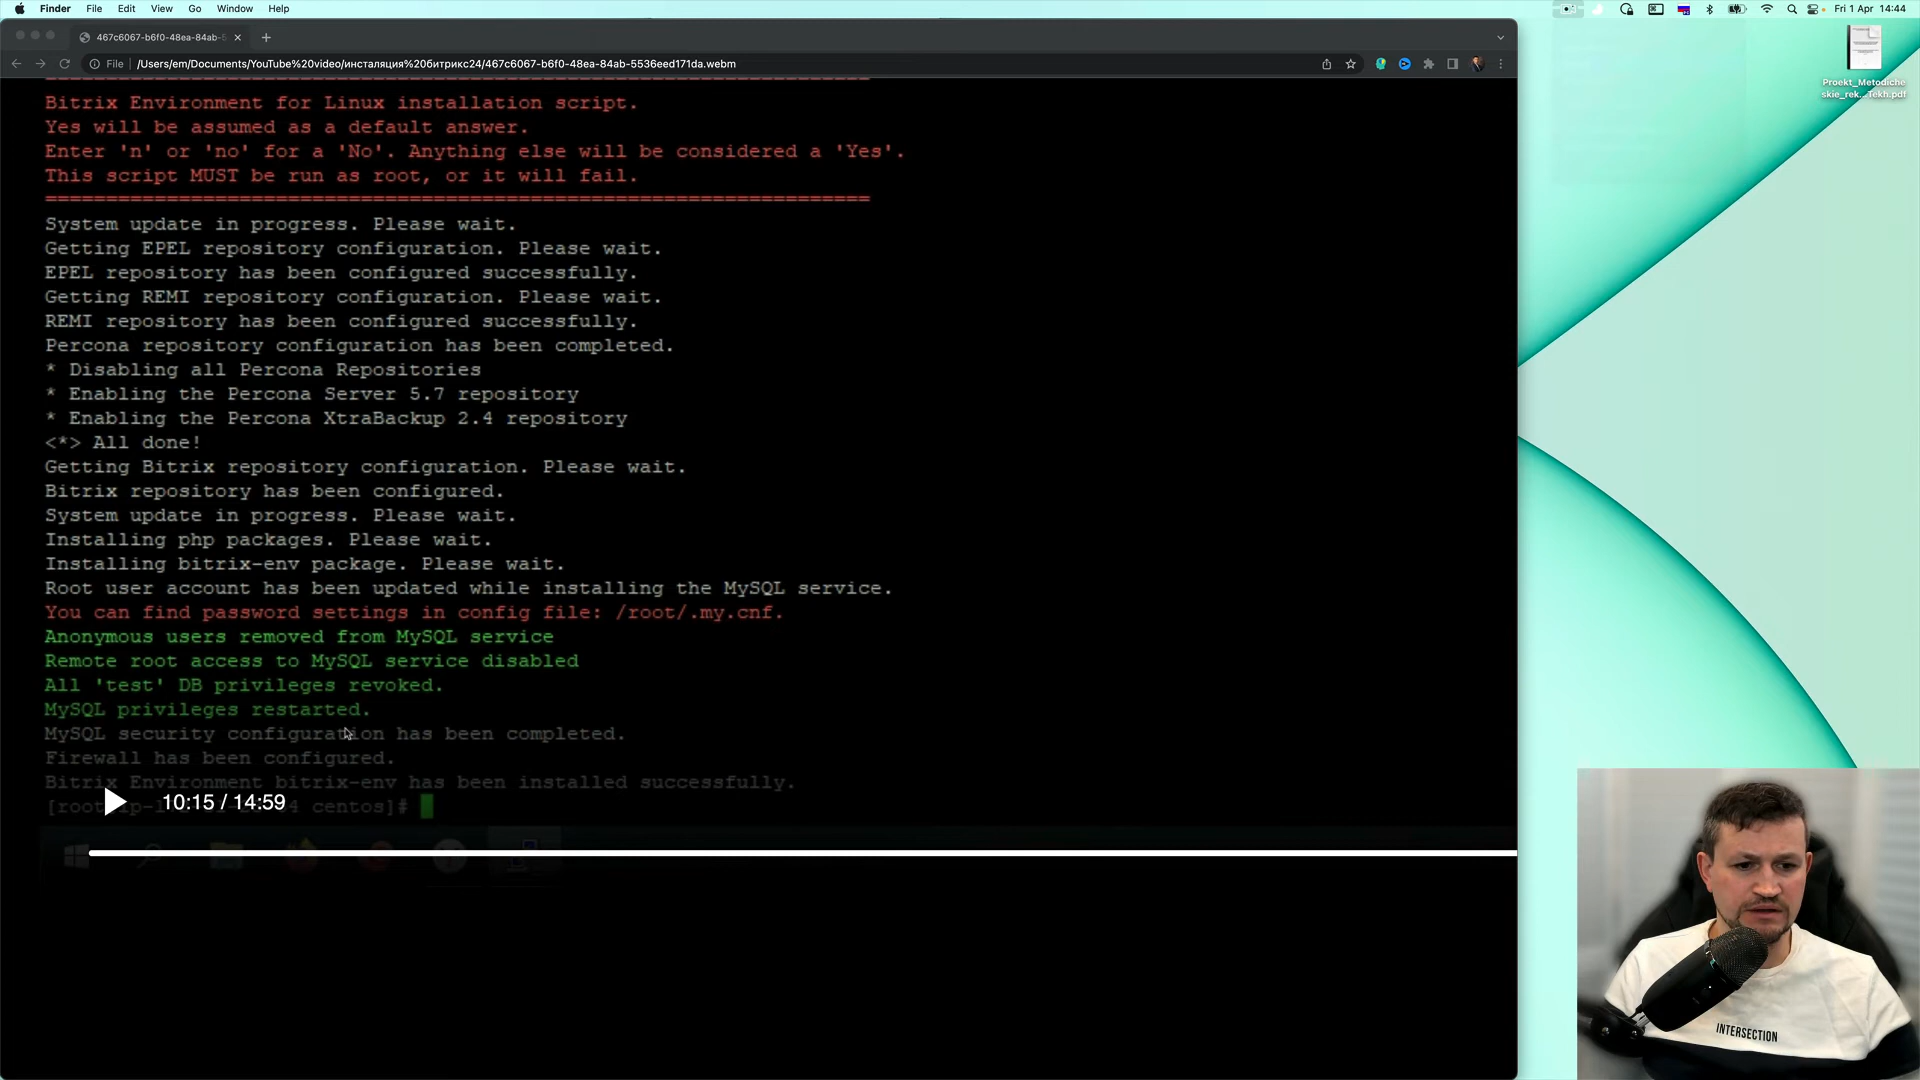 Finder File Edit View Go Window Help
Fri 1 Apr 14:44
467c6067-b6f0-48ea-84ab-5
File /Users/em/Documents/YouTube%20video/инсталяция%20битрикс24/467c6067-b6f0-48ea-84ab-5536eed171da.webm
Proekt_Metodiche
skie_rek...Tekh.pdf
Bitrix Environment for Linux installation script.
Yes will be assumed as a default answer.
Enter 'n' or 'no' for a 'No'. Anything else will be considered a 'Yes'.
This script MUST be run as root, or it will fail.
System update in progress. Please wait.
Getting EPEL repository configuration. Please wait.
EPEL repository has been configured successfully.
Getting REMI repository configuration. Please wait.
REMI repository has been configured successfully.
Percona repository configuration has been completed.
* Disabling all Percona Repositories
* Enabling the Percona Server 5.7 repository
* Enabling the Percona XtraBackup 2.4 repository
<*> All done!
Getting Bitrix repository configuration. Please wait.
Bitrix repository has been configured.
System update in progress. Please wait.
Installing php packages. Please wait.
Installing bitrix-env package. Please wait.
Root user account has been updated while installing the MySQL service.
You can find password settings in config file: /root/.my.cnf.
Anonymous users removed from MySQL service
Remote root access to MySQL service disabled
All 'test' DB privileges revoked.
MySQL privileges restarted.
MySQL security configuration has been completed.
Firewall has been configured.
Bitrix Environment bitrix-env has been installed successfully.
10:15 / 14:59
centos]#
INTERSECTION